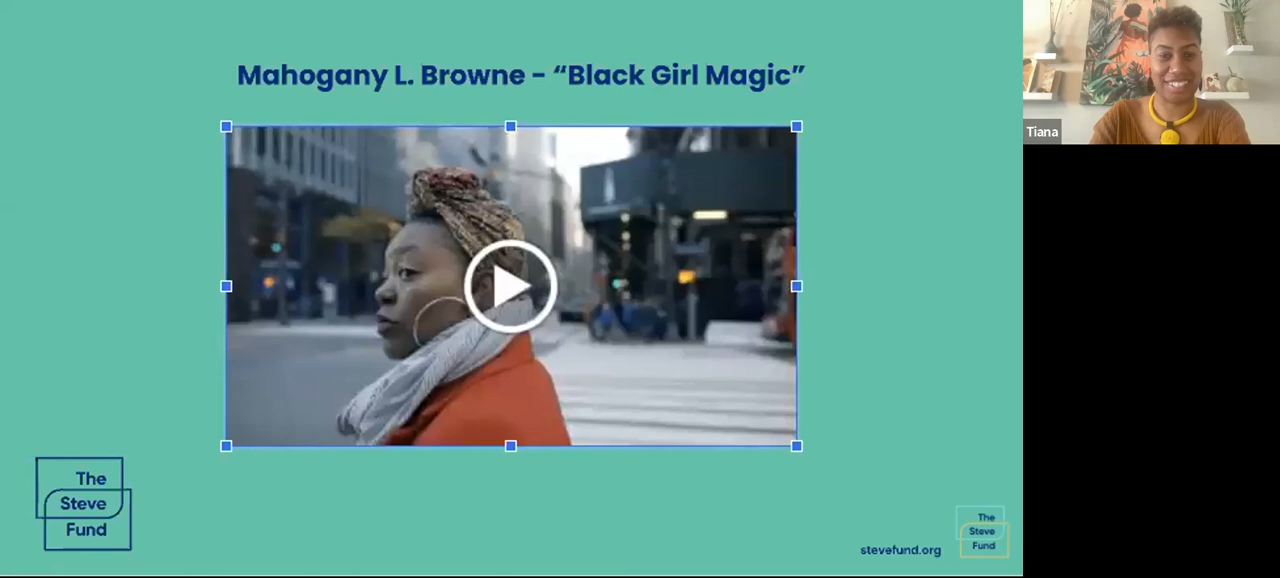 Mahogany L. Browne - “Black Girl Magic”
Tiana
The
Steve
Fund
stevefund.org
The
Steve
Fund